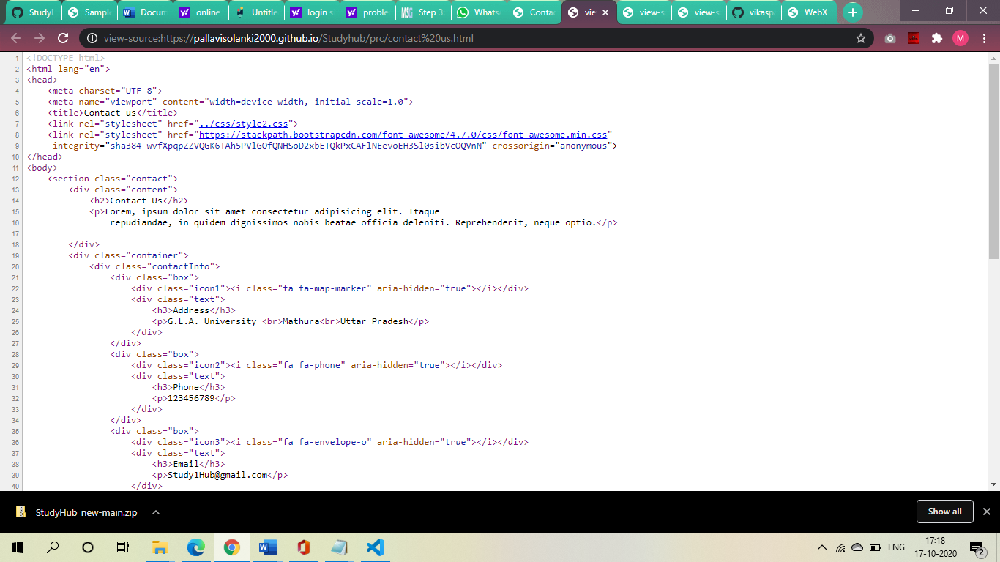 StudyH
Sampl
Docum
online
Untitle
login s
proble
Step 3:
WhatsA
Contac
vie
view-s
view-s
vikasp
WebX
view-source:https://pallavisolanki2000.github.io/Studyhub/prc/contact%20us.html
M
1 <!DOCTYPE html>
2 <html lang="en">
3 <head>
4 <meta charset="UTF-8">
5 <meta name="viewport" content="width=device-width, initial-scale=1.0">
6 <title>Contact us</title>
7 <link rel="stylesheet" href="../css/style2.css">
8 <link rel="stylesheet" href="https://stackpath.bootstrapcdn.com/font-awesome/4.7.0/css/font-awesome.min.css"
9 integrity="sha384-wvfXpqpZZVQGK6TAh5PVlGOfQNHSoD2xbE+QkPxCAFlNEevoEH3Sl0sibVcOQVnN" crossorigin="anonymous">
10 </head>
11 <body>
12 <section class="contact">
13 <div class="content">
14 <h2>Contact Us</h2>
15 <p>Lorem, ipsum dolor sit amet consectetur adipisicing elit. Itaque
16 repudiandae, in quidem dignissimos nobis beatae officia deleniti. Reprehenderit, neque optio.</p>
17
18 </div>
19 <div class="container">
20 <div class="contactInfo">
21 <div class="box">
22 <div class="icon1"><i class="fa fa-map-marker" aria-hidden="true"></i></div>
23 <div class="text">
24 <h3>Address</h3>
25 <p>G.L.A. University <br>Mathura<br>Uttar Pradesh</p>
26 </div>
27 </div>
28 <div class="box">
29 <div class="icon2"><i class="fa fa-phone" aria-hidden="true"></i></div>
30 <div class="text">
31 <h3>Phone</h3>
32 <p>123456789</p>
33 </div>
34 </div>
35 <div class="box">
36 <div class="icon3"><i class="fa fa-envelope-o" aria-hidden="true"></i></div>
37 <div class="text">
38 <h3>Email</h3>
39 <p>Study1Hub@gmail.com</p>
40 </div>
StudyHub_new-main.zip
Show all
ENG
17:18
17-10-2020
2